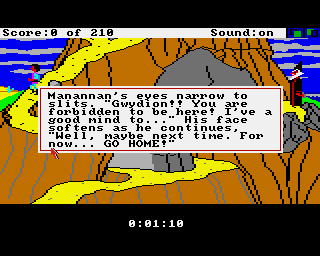 Score:0 of 210 Sound:on
Manannan's eyes narrow to
slits. "Gwydion!! You are
forbidden to be here! I've a
good mind to..." His face
softens as he continues,
"Well, maybe next time. For
now... GO HOME!"
0:01:10